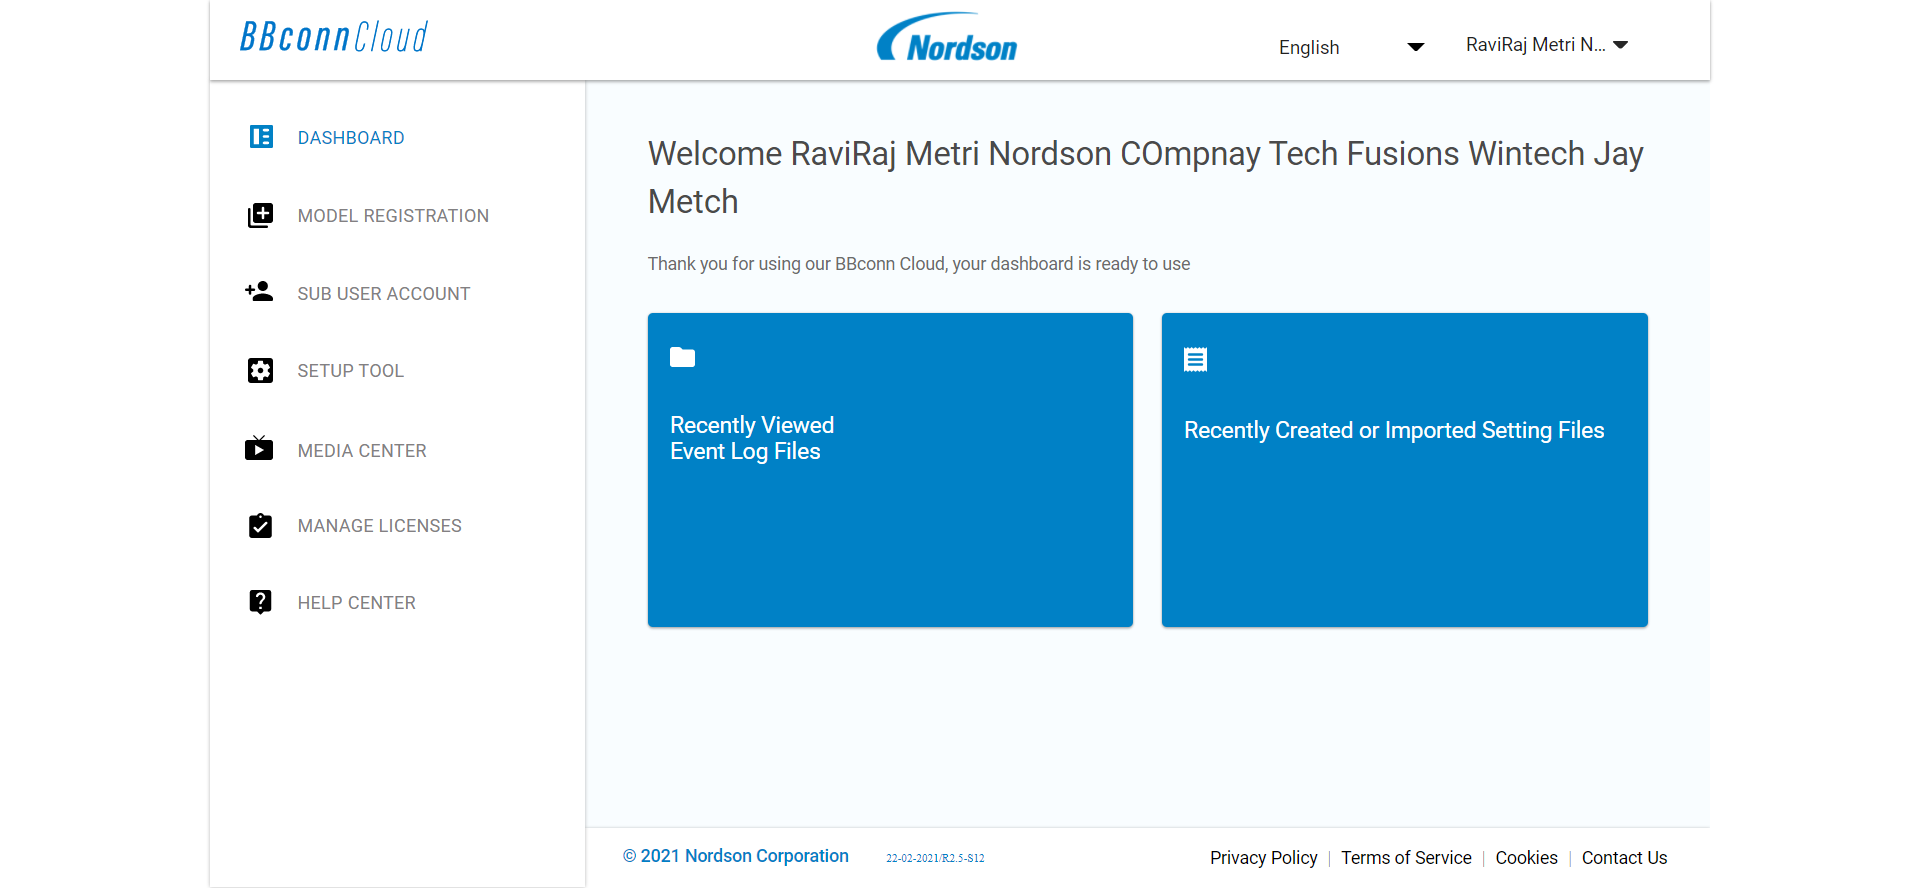 BBconnCloud
Nordson
English
RaviRaj Metri N...
DASHBOARD
MODEL REGISTRATION
SUB USER ACCOUNT
SETUP TOOL
MEDIA CENTER
MANAGE LICENSES
HELP CENTER
Welcome RaviRaj Metri Nordson COmpnay Tech Fusions Wintech Jay
Metch
Thank you for using our BBconn Cloud, your dashboard is ready to use
Recently Viewed
Event Log Files
Recently Created or Imported Setting Files
© 2021 Nordson Corporation
22-02-2021/R2.5-S12
Privacy Policy | Terms of Service | Cookies | Contact Us